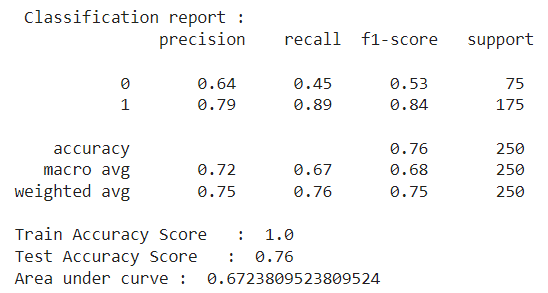 Classification report :
precision recall f1-score support
0 0.64 0.45 0.53 75
1 0.79 0.89 0.84 175
accuracy 0.76 250
macro avg 0.72 0.67 0.68 250
weighted avg 0.75 0.76 0.75 250
Train Accuracy Score : 1.0
Test Accuracy Score : 0.76
Area under curve : 0.6723809523809524